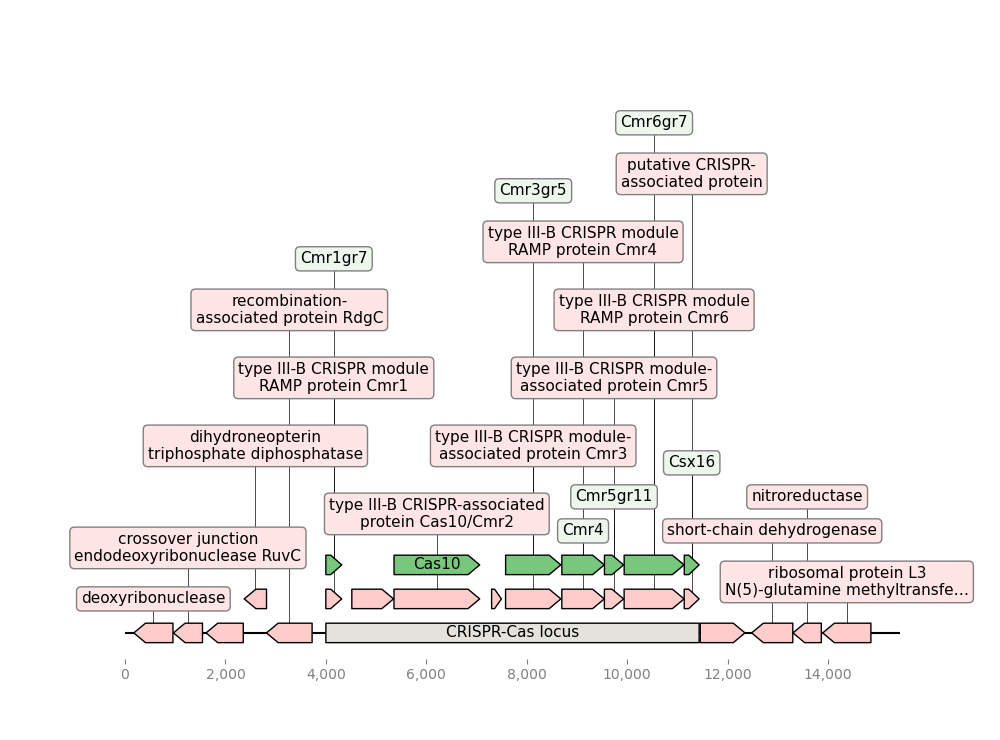 Cmr6gr7
putative CRISPR-
associated protein
Cmr3gr5
type III-B CRISPR module
RAMP protein Cmr4
Cmr1gr7
recombination-
associated protein RdgC
type III-B CRISPR module
RAMP protein Cmr6
type III-B CRISPR module
RAMP protein Cmr1
type III-B CRISPR module-
associated protein Cmr5
dihydroneopterin
triphosphate diphosphatase
type III-B CRISPR module-
associated protein Cmr3
Csx16
Cmr5gr11
nitroreductase
type III-B CRISPR-associated
protein Cas10/Cmr2
Cmr4
short-chain dehydrogenase
crossover junction
endodeoxyribonuclease RuvC
Cas10
ribosomal protein L3
N(5)-glutamine methyltransfe...
deoxyribonuclease
CRISPR-Cas locus
0 2,000 4,000 6,000 8,000 10,000 12,000 14,000